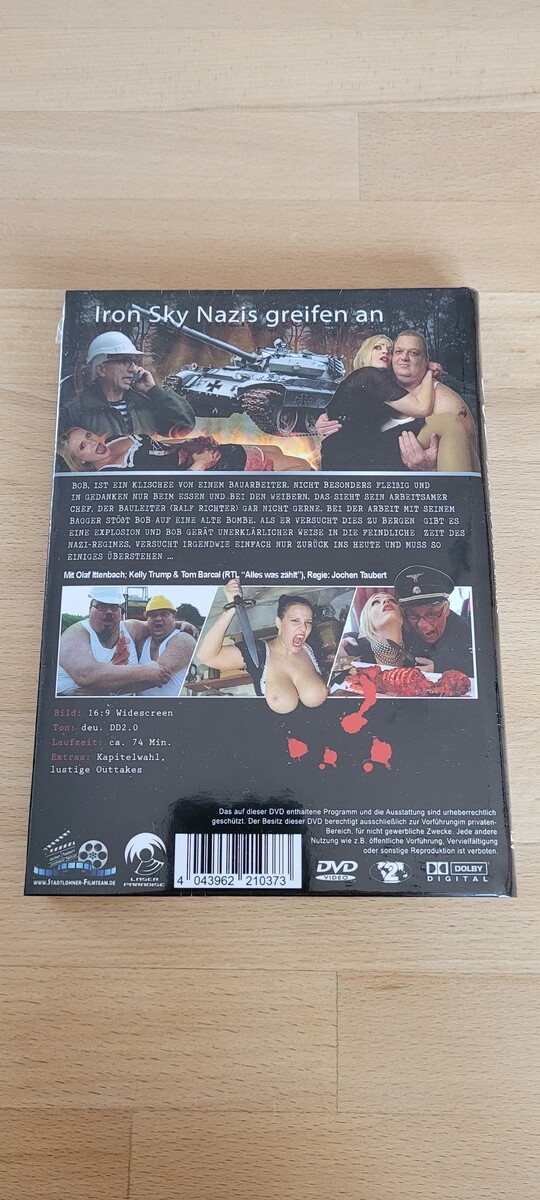 Iron Sky Nazis greifen an
BOB, IST EIN KLISCHEE VON EINEM BAUARBEITER. NICHT BESONDERS FLEIßIG UND
IN GEDANKEN NUR BEIM ESSEN UND BEI DEN WEIBERN. DAS SIEHT SEIN ARBEITSAMER
CHEF, DER BAULEITER (RALF RICHTER) GAR NICHT GERNE. BEI DER ARBEIT MIT SEINEM
BAGGER STÖßT BOB AUF EINE ALTE BOMBE. ALS ER VERSUCHT DIES ZU BERGEN GIBT ES
EINE EXPLOSION UND BOB GERÄT UNERKLÄRLICHER WEISE IN DIE FEINDLICHE ZEIT DES
NAZI-REGIMES, VERSUCHT IRGENDWIE EINFACH NUR ZURÜCK INS HEUTE UND MUSS SO
EINIGES ÜBERSTEHEN ...
Mit Olaf Ittenbach; Kelly Trump & Tom Barcal (RTL "Alles was zählt"), Regie: Jochen Taubert
Bild: 16:9 Widescreen
Ton: deu. DD2.0
Laufzeit: ca. 74 Min.
Extras: Kapitelwahl,
lustige Outtakes
Das auf dieser DVD enthaltene Programm und die Ausstattung sind urheberrechtlich
geschützt. Der Besitz dieser DVD berechtigt ausschließlich zur Vorführungim privaten-
Bereich, für nicht gewerbliche Zwecke. Jede andere
Nutzung wie z.B. öffentliche Vorführung, Vervielfältigung
oder sonstige Reproduktion ist verboten.
www.Stadtlohner-Filmteam.de
LASER
PARADISE
4 043962 210373
DVD
VIDEO
2
DOLBY
DIGITAL